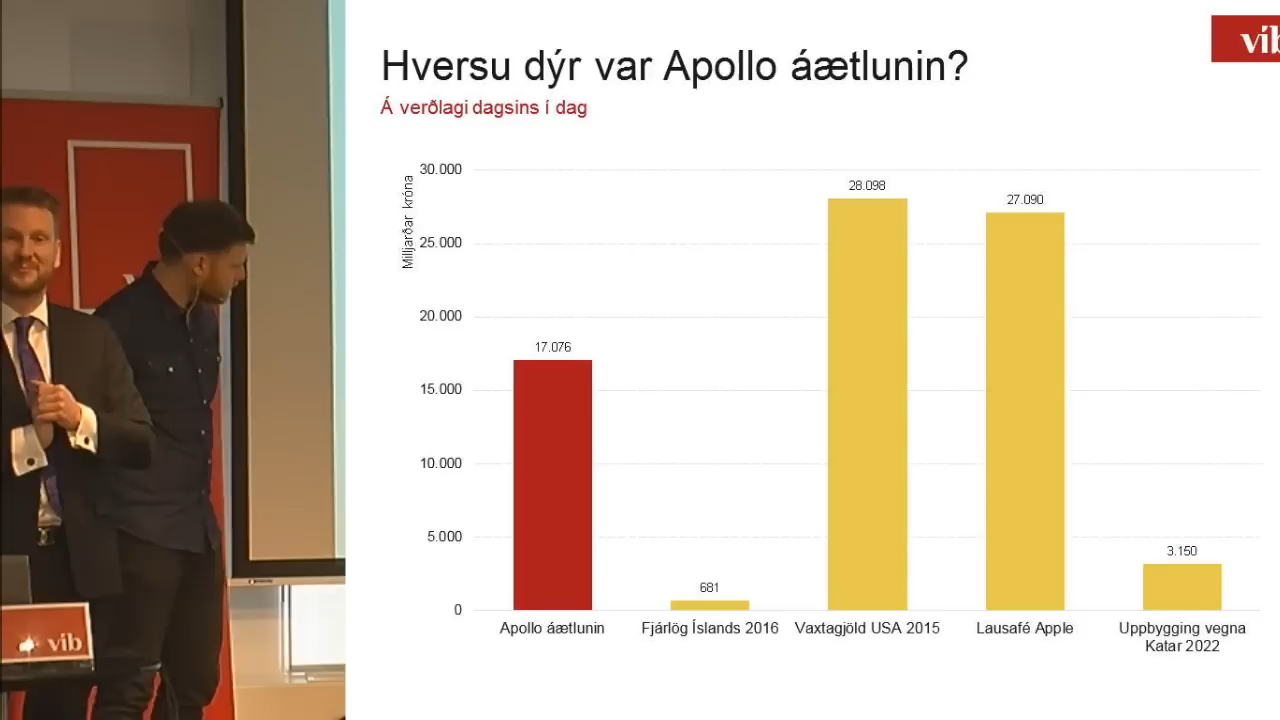 Hversu dýr var Apollo áætlunin?
Á verðlagi dagsins í dag
víb
Milljarðar króna
30.000
25.000
20.000
15.000
10.000
5.000
0
17.076
681
28.098
27.090
3.150
Apollo áætlunin
Fjárlög Íslands 2016
Vaxtagjöld USA 2015
Lausafé Apple
Uppbygging vegna
Katar 2022
víb